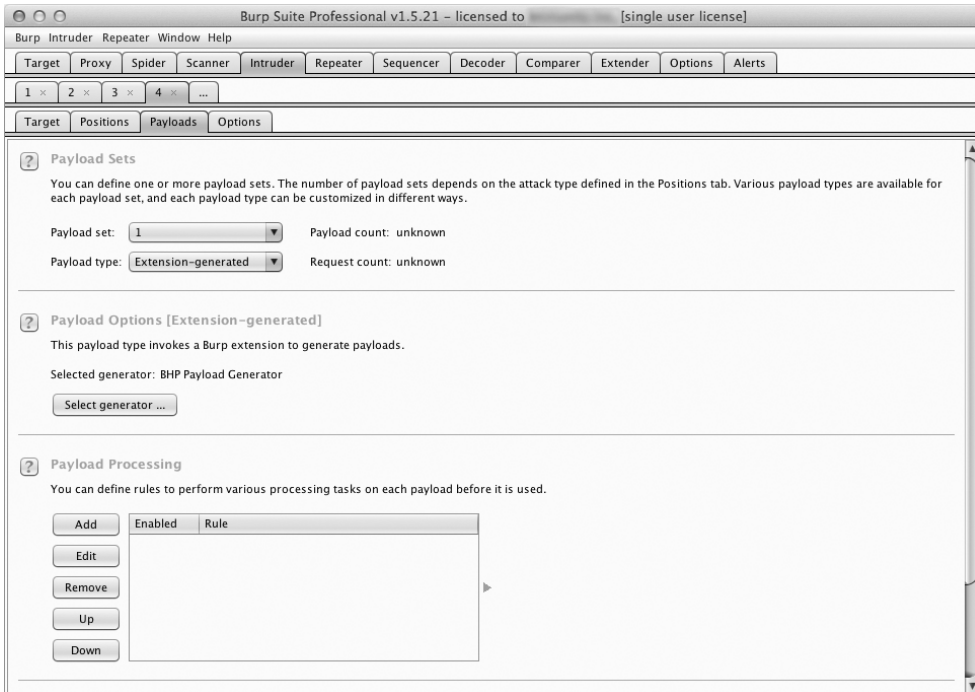 Burp Suite Professional v1.5.21 – licensed to [single user license]
Burp Intruder Repeater Window Help
Target Proxy Spider Scanner Intruder Repeater Sequencer Decoder Comparer Extender Options Alerts
1 × 2 × 3 × 4 × ...
Target Positions Payloads Options
? Payload Sets
You can define one or more payload sets. The number of payload sets depends on the attack type defined in the Positions tab. Various payload types are available for
each payload set, and each payload type can be customized in different ways.
Payload set: 1 Payload count: unknown
Payload type: Extension-generated Request count: unknown
? Payload Options [Extension-generated]
This payload type invokes a Burp extension to generate payloads.
Selected generator: BHP Payload Generator
Select generator ...
? Payload Processing
You can define rules to perform various processing tasks on each payload before it is used.
Add Enabled Rule
Edit
Remove
Up
Down